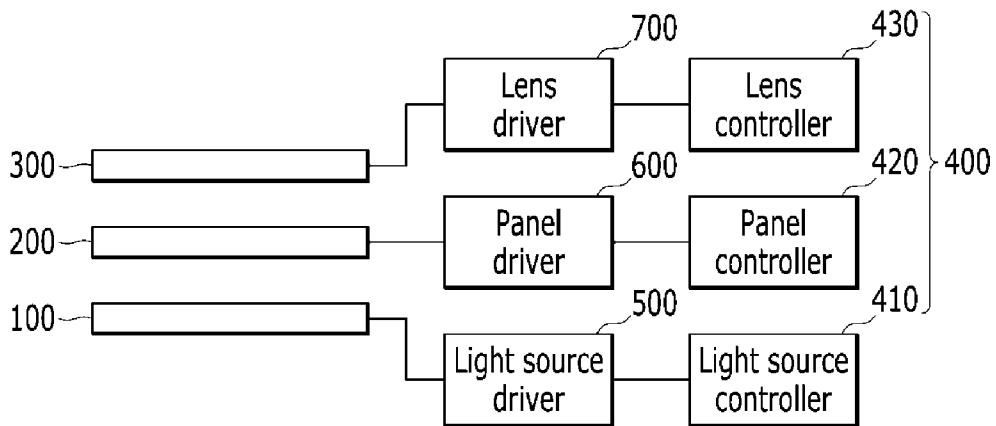 700
430
Lens
driver
Lens
controller
300
600
420
400
200
Panel
driver
Panel
controller
100
500
410
Light source
driver
Light source
controller